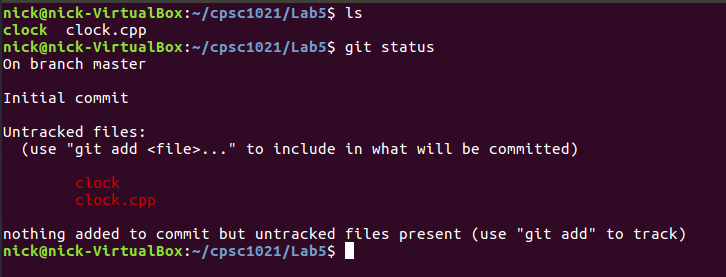 nick@nick-VirtualBox:~/cpsc1021/Lab5$ ls
clock  clock.cpp
nick@nick-VirtualBox:~/cpsc1021/Lab5$ git status
On branch master

Initial commit

Untracked files:
  (use "git add <file>..." to include in what will be committed)

        clock
        clock.cpp

nothing added to commit but untracked files present (use "git add" to track)
nick@nick-VirtualBox:~/cpsc1021/Lab5$